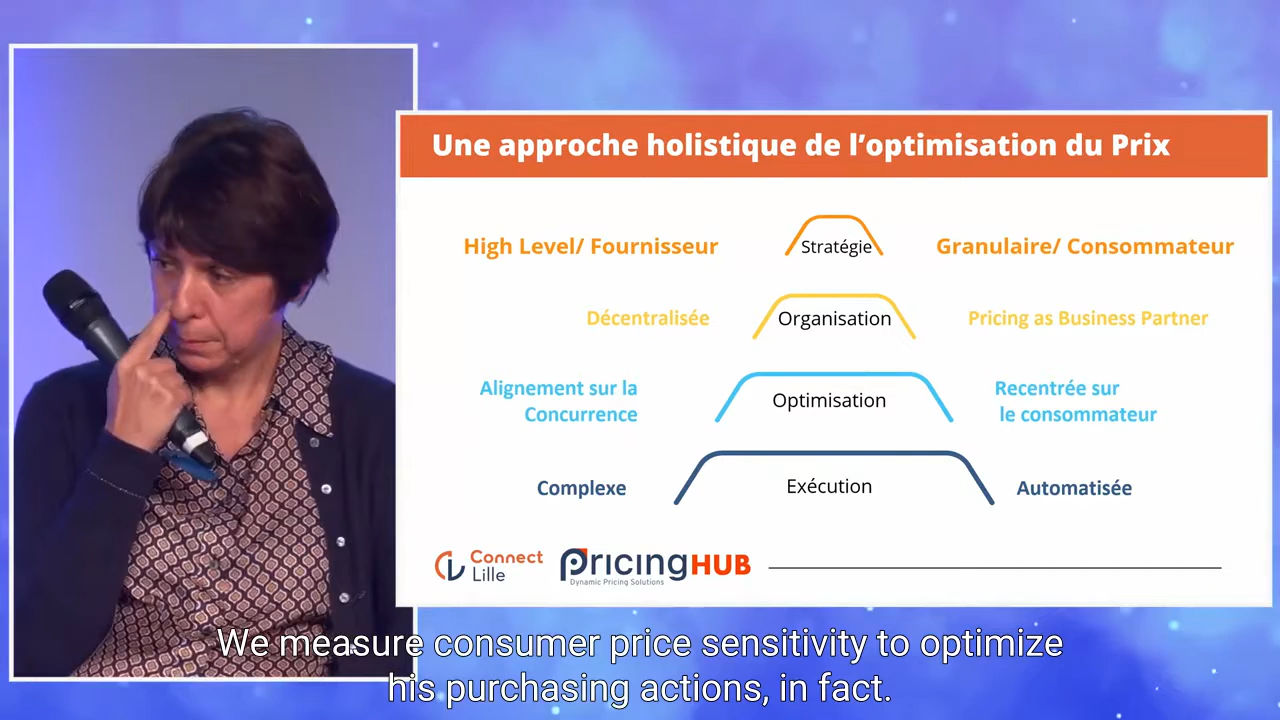 Une approche holistique de l'optimisation du Prix
High Level/ Fournisseur
Stratégie
Granulaire/ Consommateur
Décentralisée
Organisation
Pricing as Business Partner
Alignement sur la
Concurrence
Optimisation
Recentrée sur
le consommateur
Complexe
Exécution
Automatisée
Connect
Lille
PricingHUB
Dynamic Pricing Solutions
We measure consumer price sensitivity to optimize
his purchasing actions, in fact.